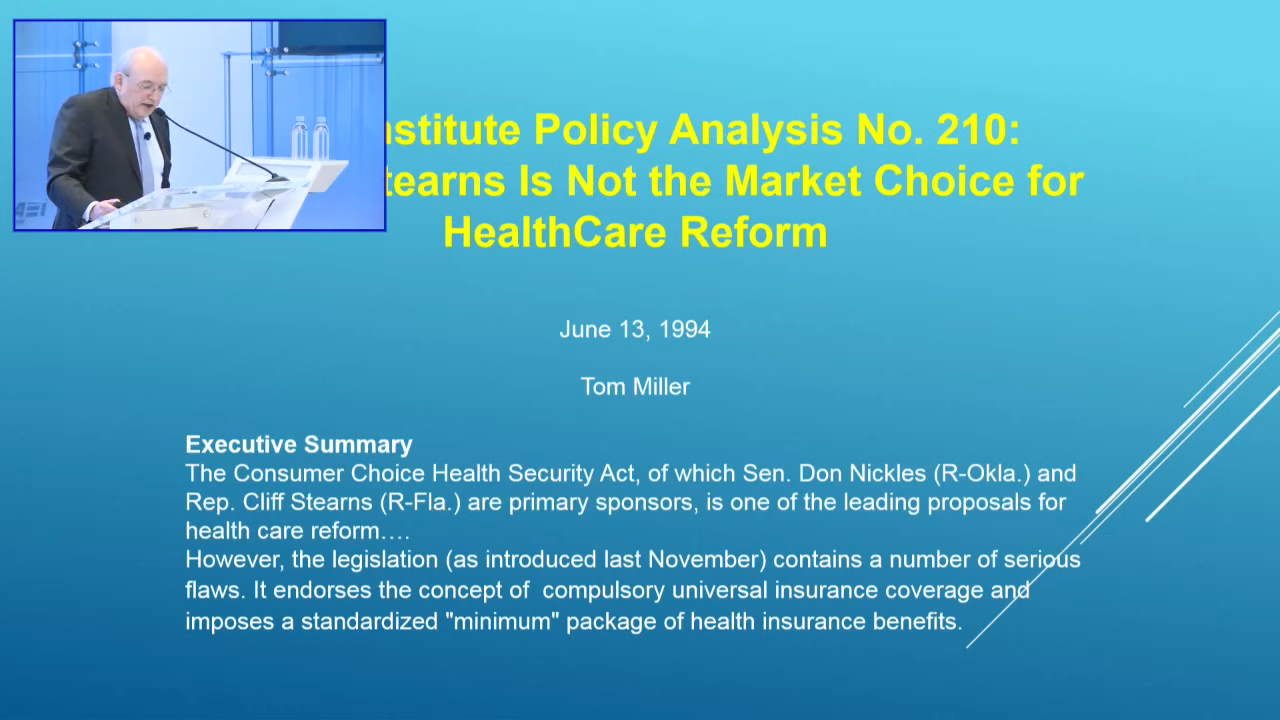 nstitute Policy Analysis No. 210:
tearns Is Not the Market Choice for
HealthCare Reform
June 13, 1994
Tom Miller
Executive Summary
The Consumer Choice Health Security Act, of which Sen. Don Nickles (R-Okla.) and
Rep. Cliff Stearns (R-Fla.) are primary sponsors, is one of the leading proposals for
health care reform….
However, the legislation (as introduced last November) contains a number of serious
flaws. It endorses the concept of  compulsory universal insurance coverage and
imposes a standardized "minimum" package of health insurance benefits.